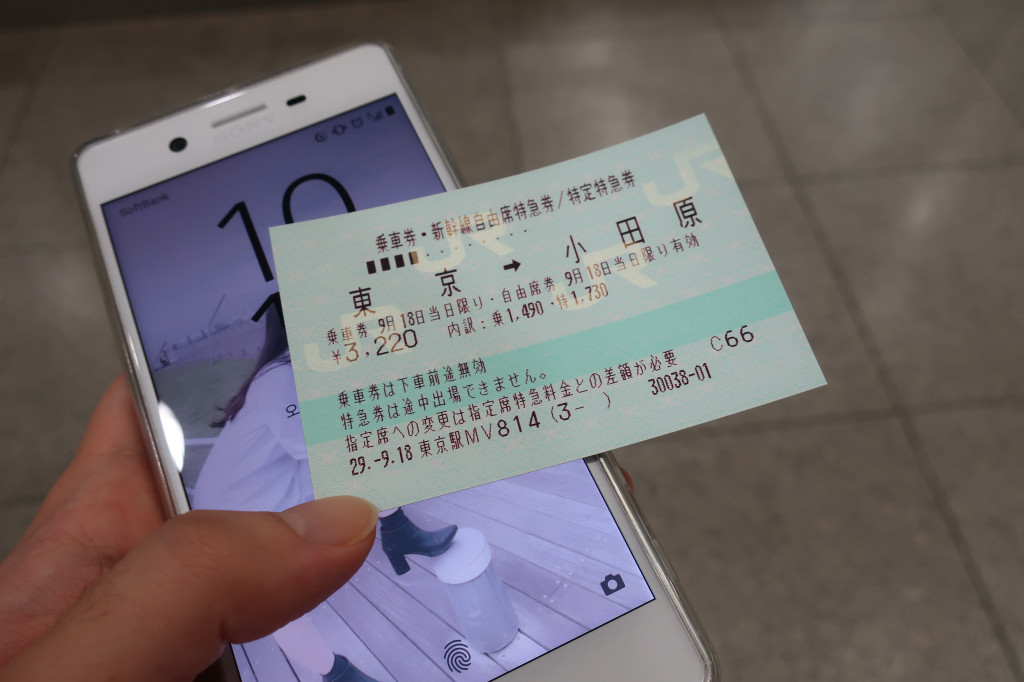 SONY
SoftBank
10
乗車券・新幹線自由席特急券/特定特急券
東京 → 小田原
乗車券 9月18日当日限り・自由席券 9月18日当日限り有効
¥3,220 内訳:乗1,490・特1,730
乗車券は下車前途無効
特急券は途中出場できません。
指定席への変更は指定席特急料金との差額が必要 C66
29.-9.18 東京駅MV814 (3- ) 30038-01
JR
JR